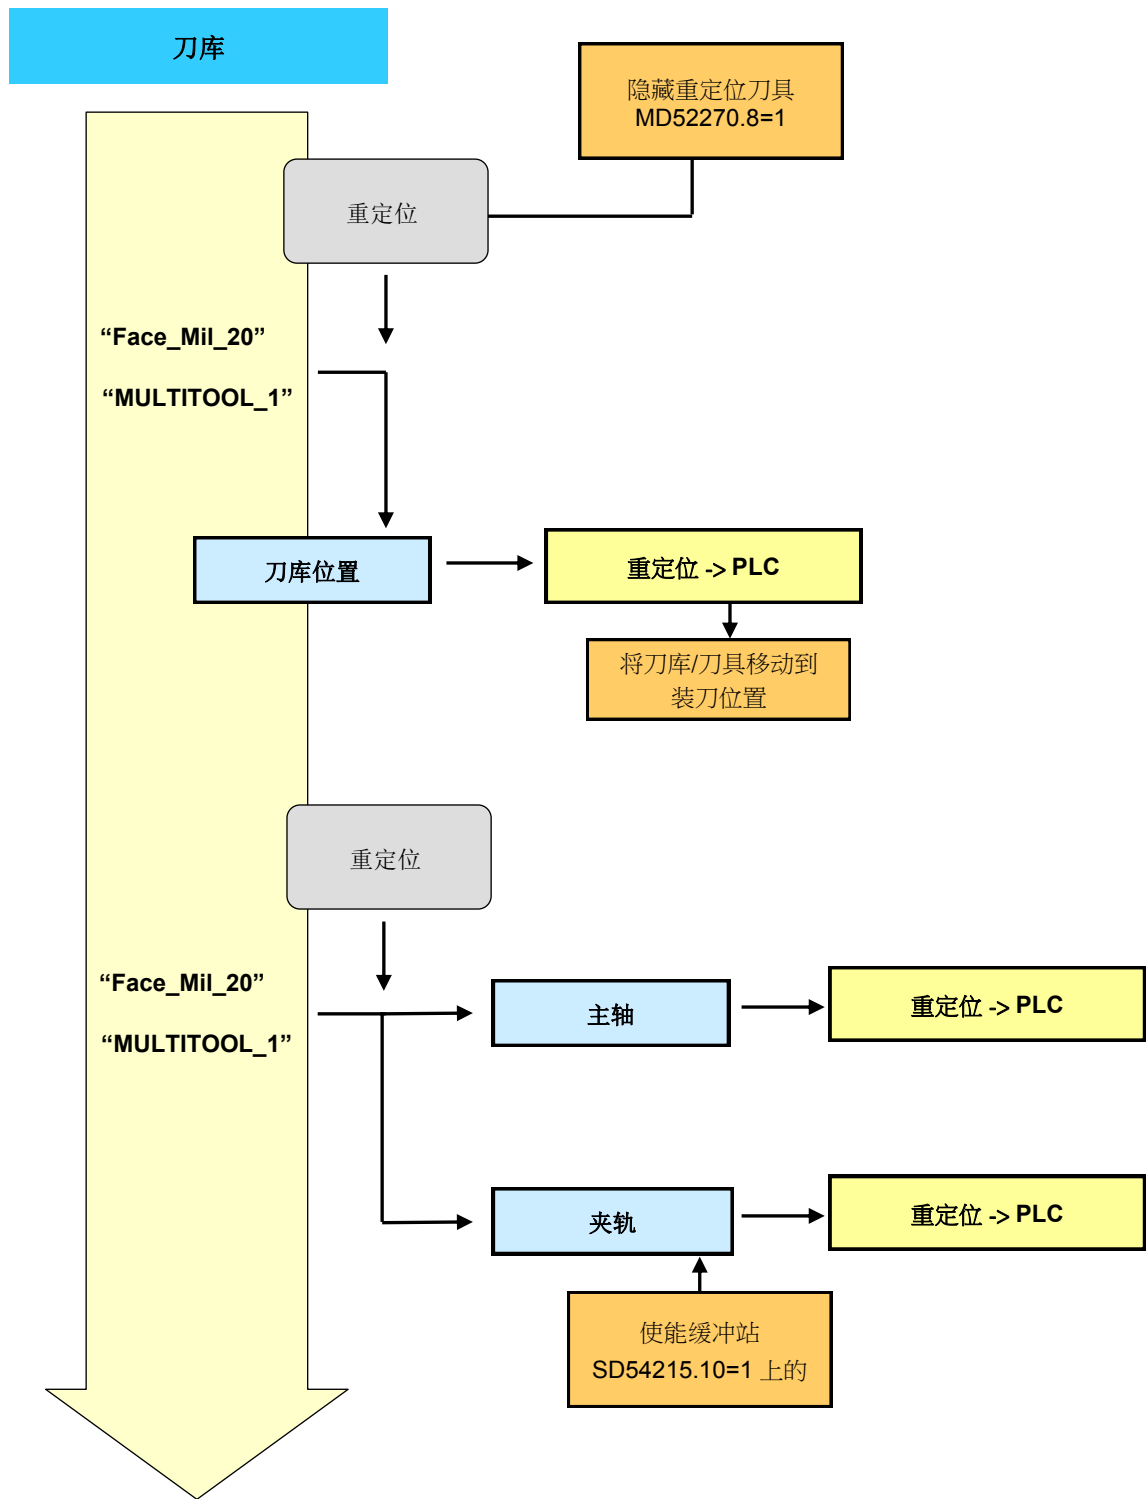 刀库
隐藏重定位刀具
MD52270.8=1
重定位
“Face_Mil_20”
“MULTITOOL_1”
刀库位置
重定位 -> PLC
将刀库/刀具移动到
装刀位置
重定位
“Face_Mil_20”
“MULTITOOL_1”
主轴
重定位 -> PLC
夹轨
重定位 -> PLC
使能缓冲站
SD54215.10=1 上的